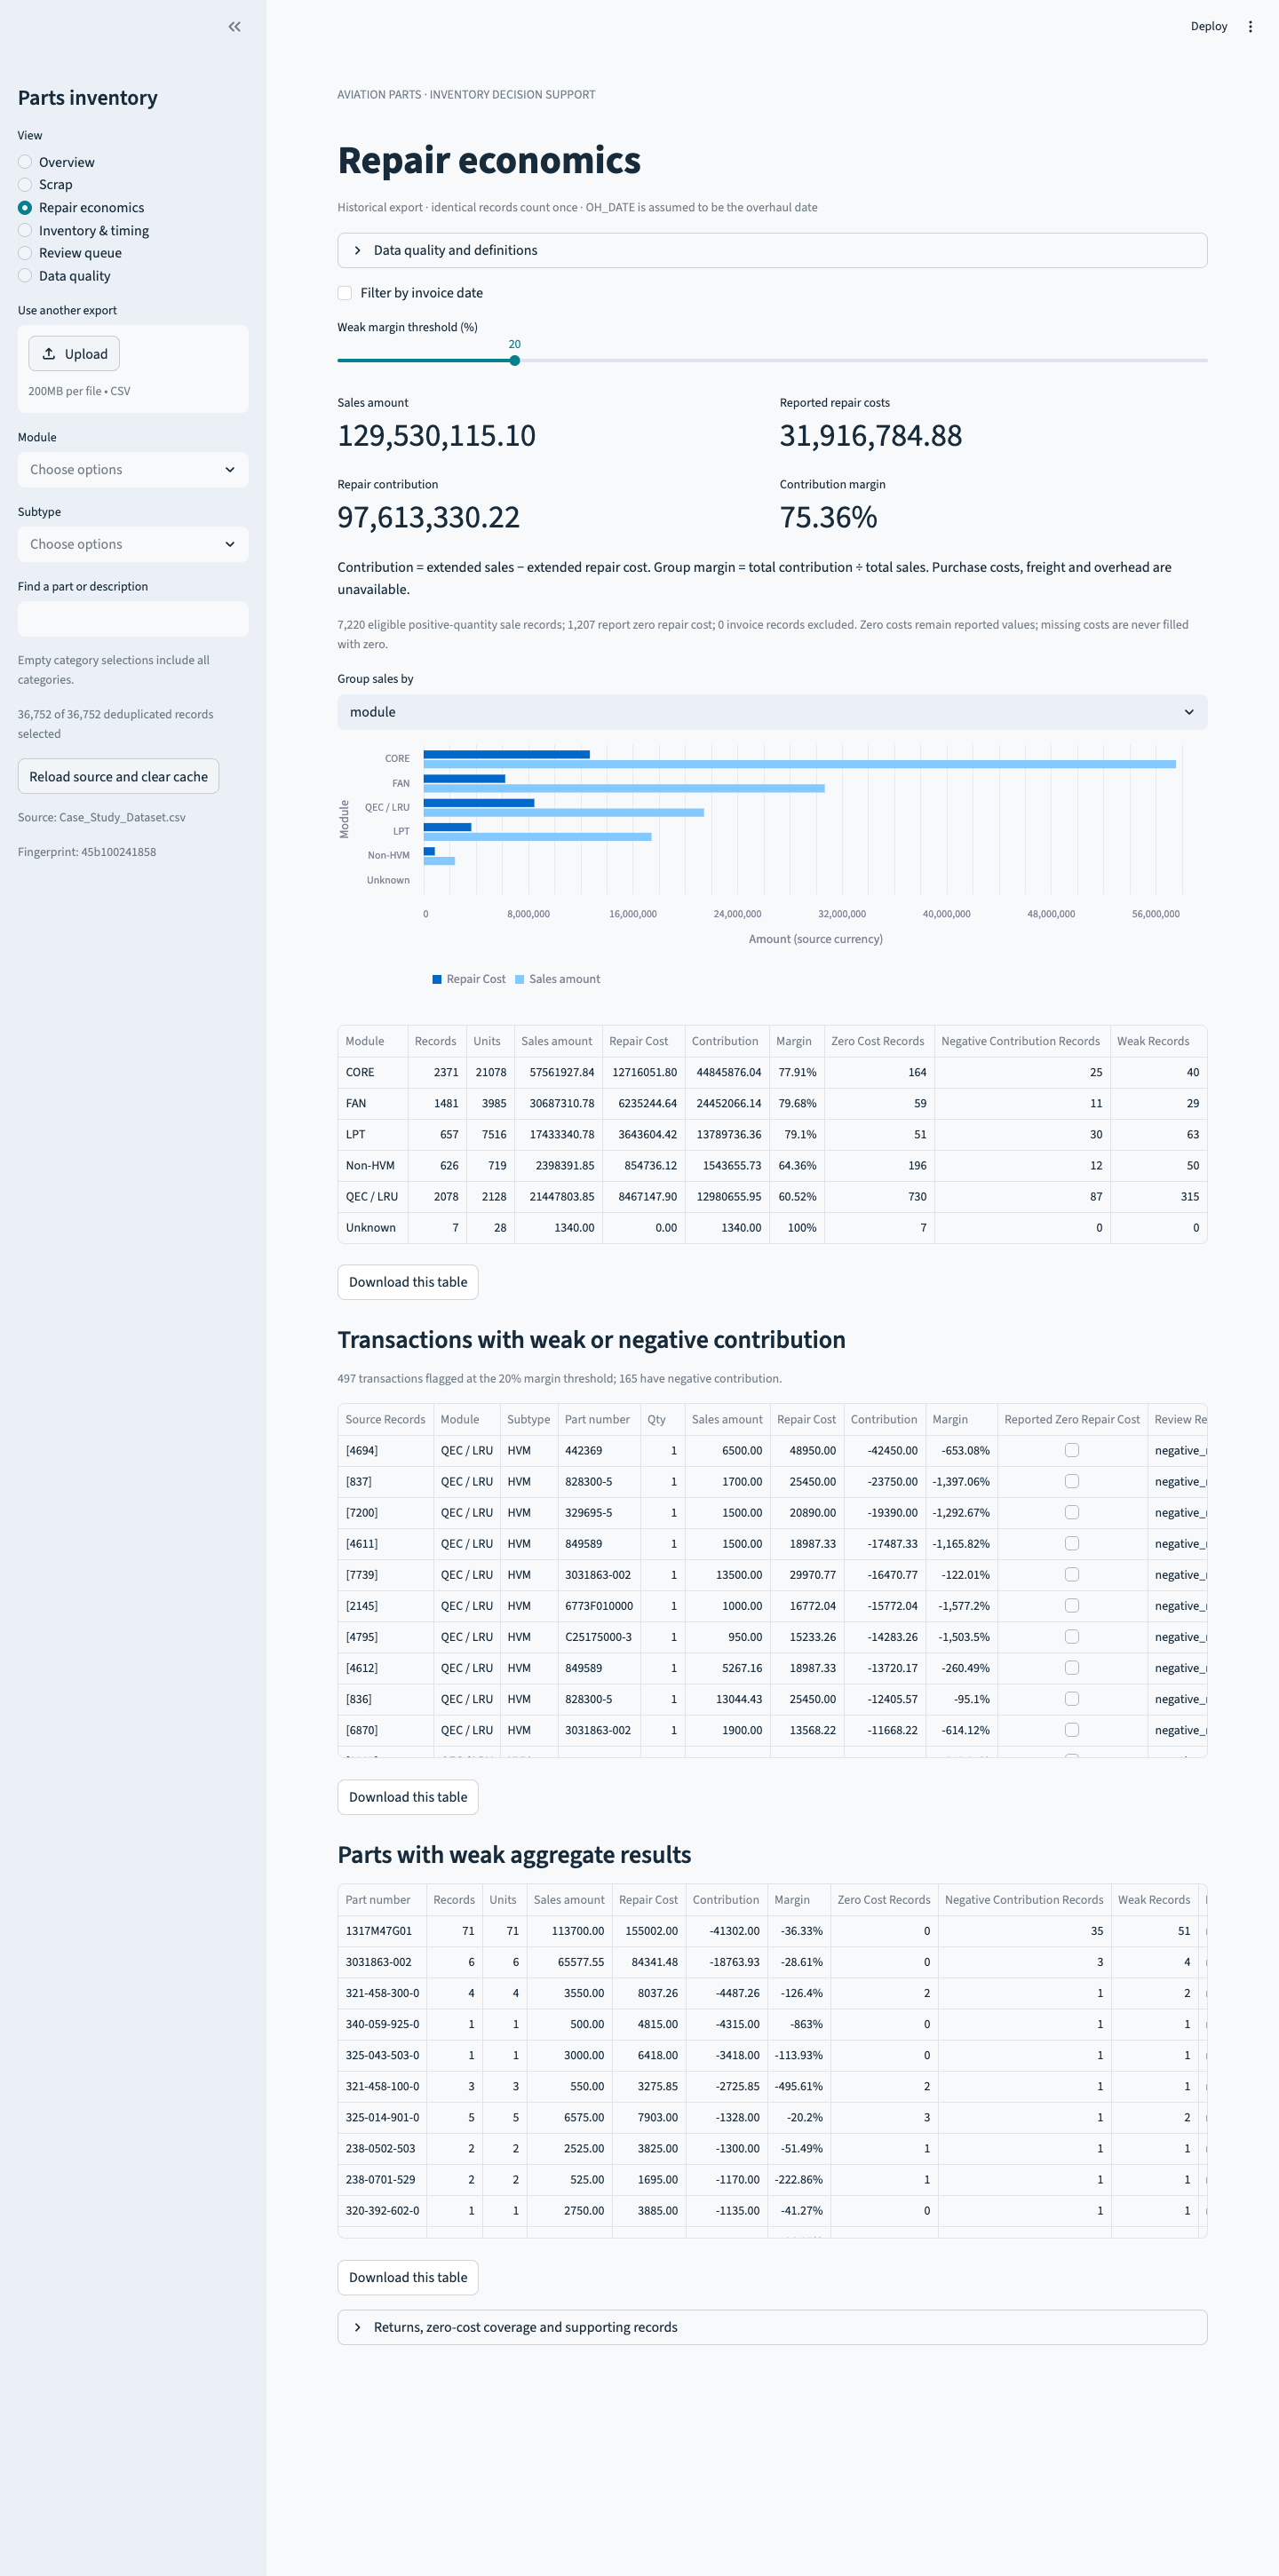 Deploy
Parts inventory
View
Overview
Scrap
Repair economics
Inventory & timing
Review queue
Data quality
Use another export
Upload
200MB per file • CSV
Module
Choose options
Subtype
Choose options
Find a part or description
Empty category selections include all
categories.
36,752 of 36,752 deduplicated records
selected
Reload source and clear cache
Source: Case_Study_Dataset.csv
Fingerprint: 45b100241858
AVIATION PARTS · INVENTORY DECISION SUPPORT
Repair economics
Historical export · identical records count once · OH_DATE is assumed to be the overhaul date
Data quality and definitions
Filter by invoice date
Weak margin threshold (%)
20
Sales amount Reported repair costs
129,530,115.10 31,916,784.88
Repair contribution Contribution margin
97,613,330.22 75.36%
Contribution = extended sales − extended repair cost. Group margin = total contribution ÷ total sales. Purchase costs, freight and overhead are
unavailable.
7,220 eligible positive-quantity sale records; 1,207 report zero repair cost; 0 invoice records excluded. Zero costs remain reported values; missing costs are never filled
with zero.
Group sales by
module
Module
CORE
FAN
QEC / LRU
LPT
Non-HVM
Unknown
0 8,000,000 16,000,000 24,000,000 32,000,000 40,000,000 48,000,000 56,000,000
Amount (source currency)
Repair Cost Sales amount
Module Records Units Sales amount Repair Cost Contribution Margin Zero Cost Records Negative Contribution Records Weak Records
CORE 2371 21078 57561927.84 12716051.80 44845876.04 77.91% 164 25 40
FAN 1481 3985 30687310.78 6235244.64 24452066.14 79.68% 59 11 29
LPT 657 7516 17433340.78 3643604.42 13789736.36 79.1% 51 30 63
Non-HVM 626 719 2398391.85 854736.12 1543655.73 64.36% 196 12 50
QEC / LRU 2078 2128 21447803.85 8467147.90 12980655.95 60.52% 730 87 315
Unknown 7 28 1340.00 0.00 1340.00 100% 7 0 0
Download this table
Transactions with weak or negative contribution
497 transactions flagged at the 20% margin threshold; 165 have negative contribution.
Source Records Module Subtype Part number Qty Sales amount Repair Cost Contribution Margin Reported Zero Repair Cost Review Re
[4694] QEC / LRU HVM 442369 1 6500.00 48950.00 -42450.00 -653.08% negative_
[837] QEC / LRU HVM 828300-5 1 1700.00 25450.00 -23750.00 -1,397.06% negative_
[7200] QEC / LRU HVM 329695-5 1 1500.00 20890.00 -19390.00 -1,292.67% negative_
[4611] QEC / LRU HVM 849589 1 1500.00 18987.33 -17487.33 -1,165.82% negative_
[7739] QEC / LRU HVM 3031863-002 1 13500.00 29970.77 -16470.77 -122.01% negative_
[2145] QEC / LRU HVM 6773F010000 1 1000.00 16772.04 -15772.04 -1,577.2% negative_
[4795] QEC / LRU HVM C25175000-3 1 950.00 15233.26 -14283.26 -1,503.5% negative_
[4612] QEC / LRU HVM 849589 1 5267.16 18987.33 -13720.17 -260.49% negative_
[836] QEC / LRU HVM 828300-5 1 13044.43 25450.00 -12405.57 -95.1% negative_
[6870] QEC / LRU HVM 3031863-002 1 1900.00 13568.22 -11668.22 -614.12% negative_
Download this table
Parts with weak aggregate results
Part number Records Units Sales amount Repair Cost Contribution Margin Zero Cost Records Negative Contribution Records Weak Records
1317M47G01 71 71 113700.00 155002.00 -41302.00 -36.33% 0 35 51
3031863-002 6 6 65577.55 84341.48 -18763.93 -28.61% 0 3 4
321-458-300-0 4 4 3550.00 8037.26 -4487.26 -126.4% 2 1 2
340-059-925-0 1 1 500.00 4815.00 -4315.00 -863% 0 1 1
325-043-503-0 1 1 3000.00 6418.00 -3418.00 -113.93% 0 1 1
321-458-100-0 3 3 550.00 3275.85 -2725.85 -495.61% 2 1 1
325-014-901-0 5 5 6575.00 7903.00 -1328.00 -20.2% 3 1 2
238-0502-503 2 2 2525.00 3825.00 -1300.00 -51.49% 1 1 1
238-0701-529 2 2 525.00 1695.00 -1170.00 -222.86% 1 1 1
320-392-602-0 1 1 2750.00 3885.00 -1135.00 -41.27% 0 1 1
Download this table
Returns, zero-cost coverage and supporting records